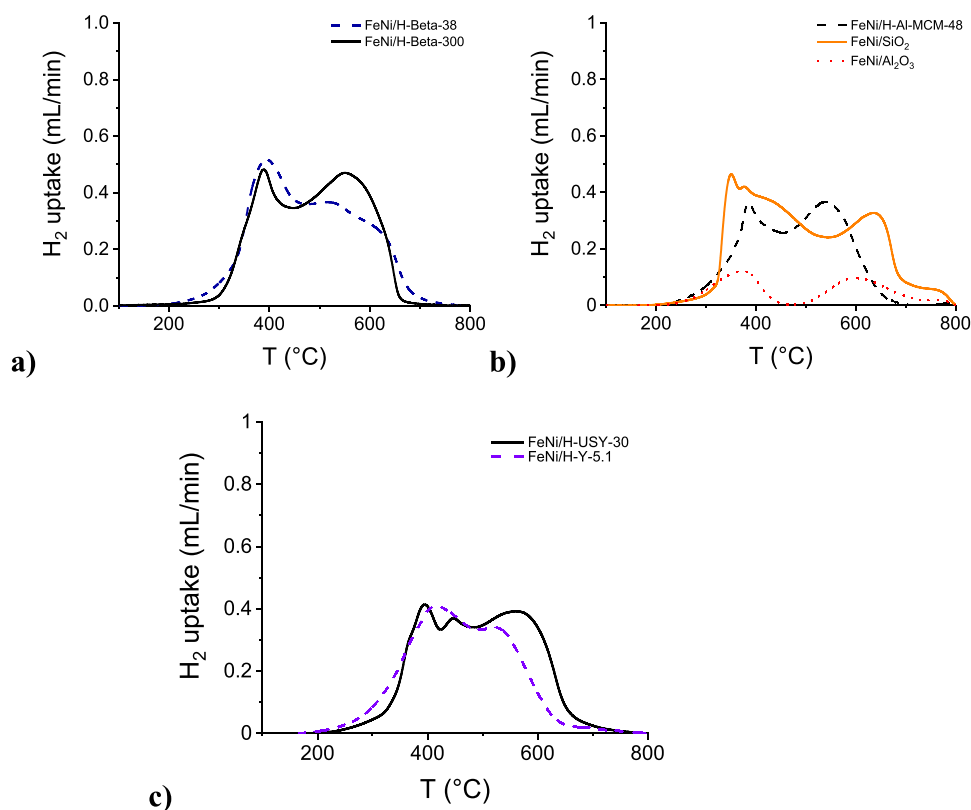 FeNi/H-Beta-38
FeNi/H-Beta-300
1.0
0.8
0.6
0.4
0.2
0.0
H₂ uptake (mL/min)
200 400 600 800
T (°C)
a)
FeNi/H-Al-MCM-48
FeNi/SiO₂
FeNi/Al₂O₃
1
0.8
0.6
0.4
0.2
0
H₂ uptake (mL/min)
200 400 600 800
T (°C)
b)
FeNi/H-USY-30
FeNi/H-Y-5.1
1
0.8
0.6
0.4
0.2
0
H₂ uptake (mL/min)
200 400 600 800
T (°C)
c)